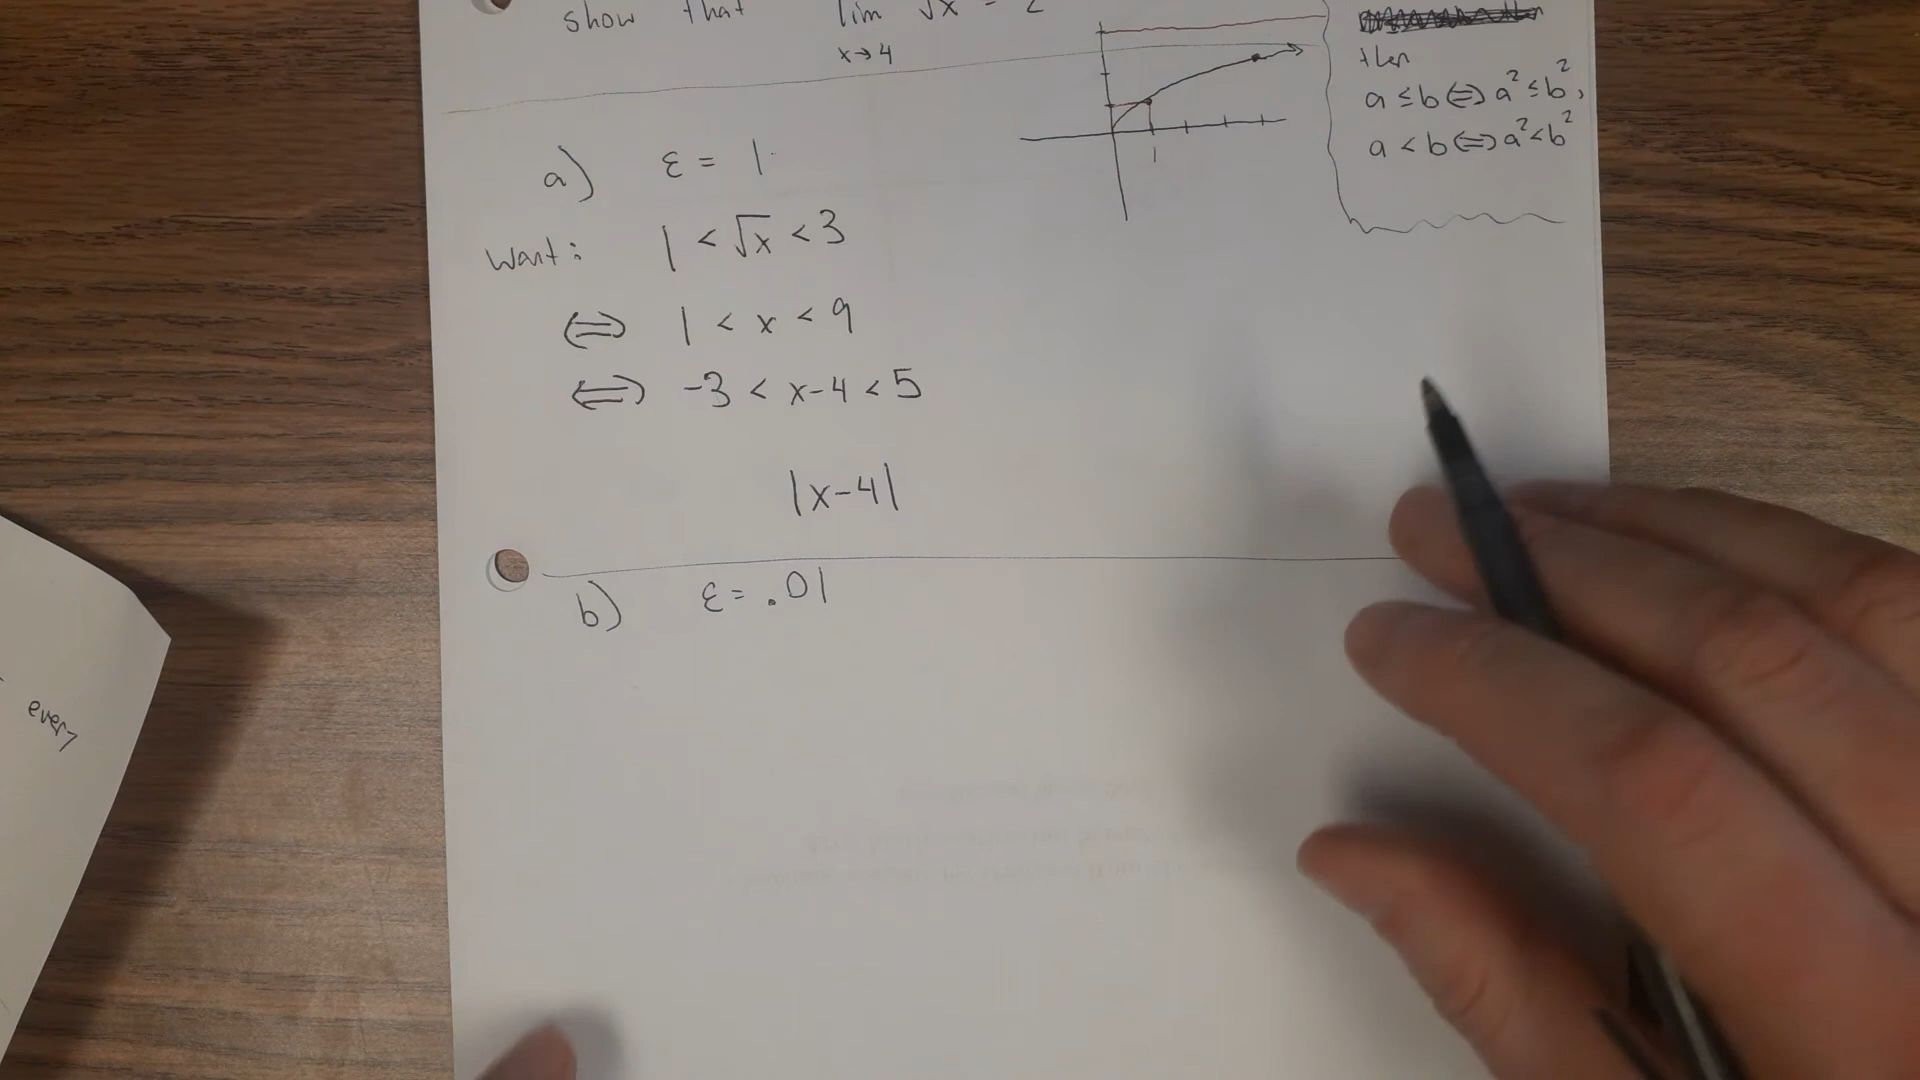 show that lim √x = 2
x→4
then
a ≤ b ⟺ a² ≤ b²,
a < b ⟺ a² < b²
1
a) ε = 1
Want: 1 < √x < 3
⟺ 1 < x < 9
⟺ -3 < x-4 < 5
|x-4|
b) ε = .01
every